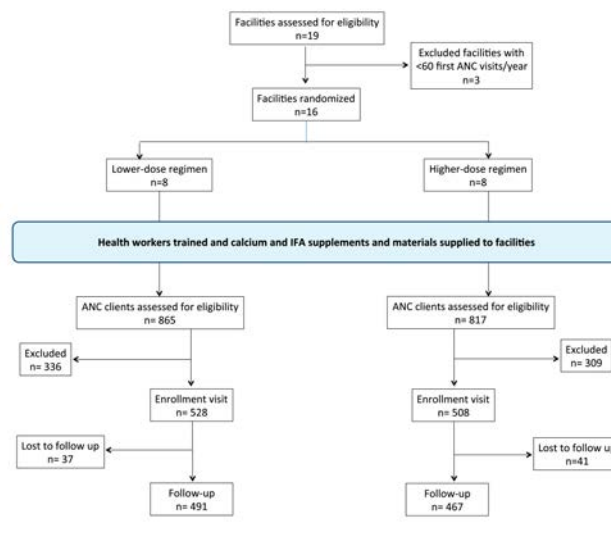 Facilities assessed for eligibility
n=19
Excluded facilities with
<60 first ANC visits/year
n=3
Facilities randomized
n=16
Lower-dose regimen
n=8
Higher-dose regimen
n=8
Health workers trained and calcium and IFA supplements and materials supplied to facilities
ANC clients assessed for eligibility
n= 865
ANC clients assessed for eligibility
n= 817
Excluded
n= 336
Excluded
n= 309
Enrollment visit
n= 528
Enrollment visit
n= 508
Lost to follow up
n= 37
Lost to follow up
n=41
Follow-up
n= 491
Follow-up
n= 467